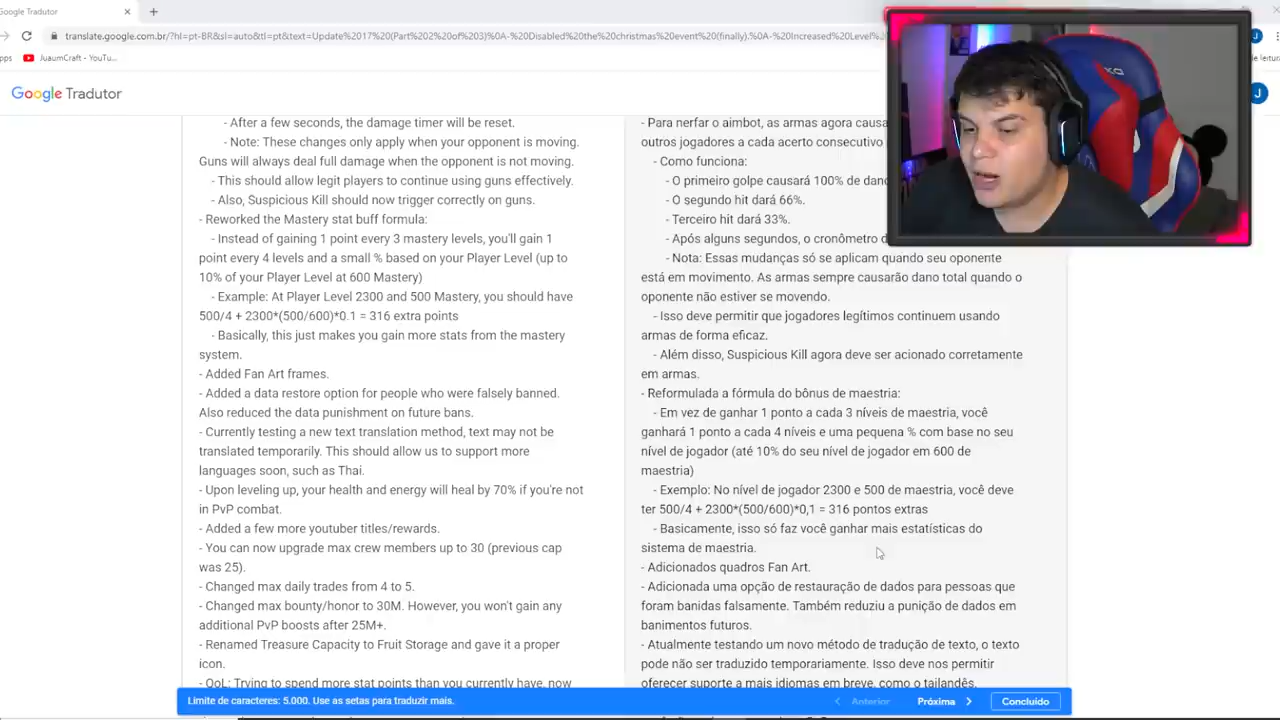 Google Tradutor
translate.google.com.br/?hl=pt-BR&sl=auto&tl=pt&text=Update%2017%20(Part%202%20of%203)%0A-%20Disabled%20the%20christmas%20event%20(finally).%0A-%20Increased%20Level%
pps
JuaumCraft - YouTu...
de leitu
Google Tradutor
J
- After a few seconds, the damage timer will be reset.
- Note: These changes only apply when your opponent is moving.
Guns will always deal full damage when the opponent is not moving.
- This should allow legit players to continue using guns effectively.
- Also, Suspicious Kill should now trigger correctly on guns.
- Reworked the Mastery stat buff formula:
- Instead of gaining 1 point every 3 mastery levels, you'll gain 1
point every 4 levels and a small % based on your Player Level (up to
10% of your Player Level at 600 Mastery)
- Example: At Player Level 2300 and 500 Mastery, you should have
500/4 + 2300*(500/600)*0.1 = 316 extra points
- Basically, this just makes you gain more stats from the mastery
system.
- Added Fan Art frames.
- Added a data restore option for people who were falsely banned.
Also reduced the data punishment on future bans.
- Currently testing a new text translation method, text may not be
translated temporarily. This should allow us to support more
languages soon, such as Thai.
- Upon leveling up, your health and energy will heal by 70% if you're not
in PvP combat.
- Added a few more youtuber titles/rewards.
- You can now upgrade max crew members up to 30 (previous cap
was 25).
- Changed max daily trades from 4 to 5.
- Changed max bounty/honor to 30M. However, you won't gain any
additional PvP boosts after 25M+.
- Renamed Treasure Capacity to Fruit Storage and gave it a proper
icon.
- QoL: Trying to spend more stat points than you currently have, now
- Para nerfar o aimbot, as armas agora causa
outros jogadores a cada acerto consecutivo
- Como funciona:
- O primeiro golpe causará 100% de dano
- O segundo hit dará 66%.
- Terceiro hit dará 33%.
- Após alguns segundos, o cronômetro d
- Nota: Essas mudanças só se aplicam quando seu oponente
está em movimento. As armas sempre causarão dano total quando o
oponente não estiver se movendo.
- Isso deve permitir que jogadores legítimos continuem usando
armas de forma eficaz.
- Além disso, Suspicious Kill agora deve ser acionado corretamente
em armas.
- Reformulada a fórmula do bônus de maestria:
- Em vez de ganhar 1 ponto a cada 3 níveis de maestria, você
ganhará 1 ponto a cada 4 níveis e uma pequena % com base no seu
nível de jogador (até 10% do seu nível de jogador em 600 de
maestria)
- Exemplo: No nível de jogador 2300 e 500 de maestria, você deve
ter 500/4 + 2300*(500/600)*0,1 = 316 pontos extras
- Basicamente, isso só faz você ganhar mais estatísticas do
sistema de maestria.
- Adicionados quadros Fan Art.
- Adicionada uma opção de restauração de dados para pessoas que
foram banidas falsamente. Também reduziu a punição de dados em
banimentos futuros.
- Atualmente testando um novo método de tradução de texto, o texto
pode não ser traduzido temporariamente. Isso deve nos permitir
oferecer suporte a mais idiomas em breve, como o tailandês.
Limite de caracteres: 5.000. Use as setas para traduzir mais.
Anterior
Próxima
Concluído